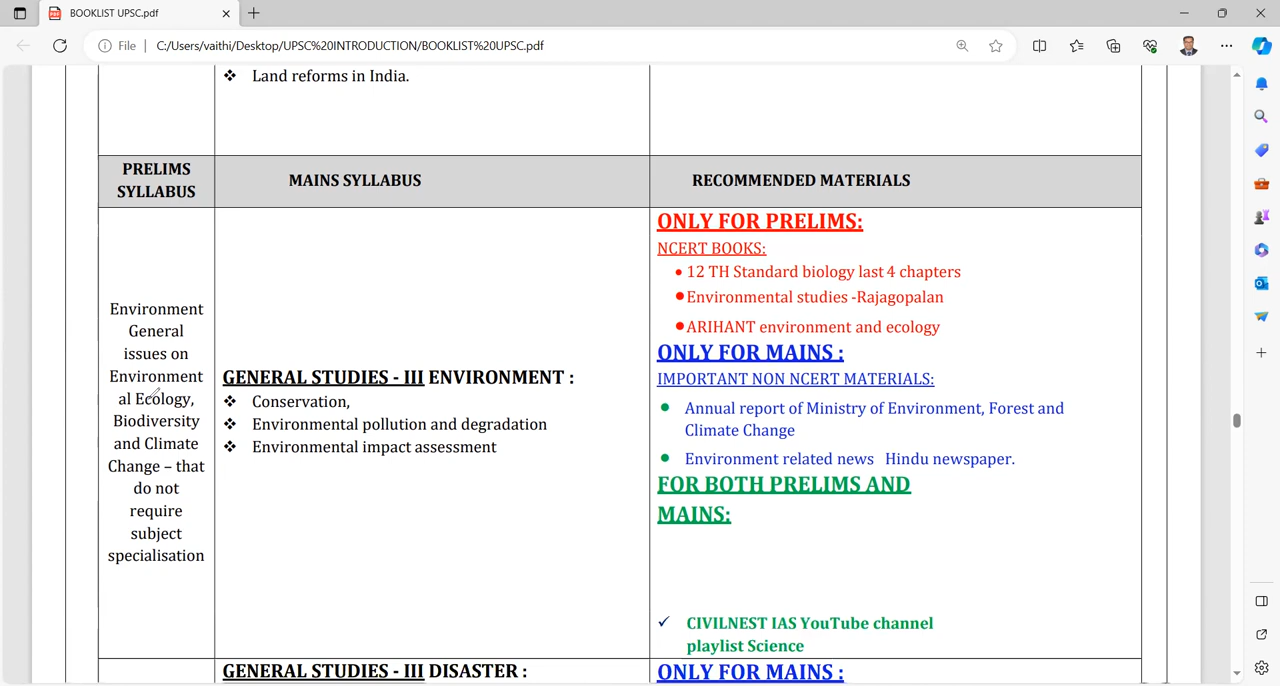 BOOKLIST UPSC.pdf
File
C:/Users/vaithi/Desktop/UPSC%20INTRODUCTION/BOOKLIST%20UPSC.pdf
❖ Land reforms in India.
PRELIMS
SYLLABUS
MAINS SYLLABUS
RECOMMENDED MATERIALS
Environment
General
issues on
Environment
al Ecology,
Biodiversity
and Climate
Change – that
do not
require
subject
specialisation
GENERAL STUDIES - III ENVIRONMENT :
❖ Conservation,
❖ Environmental pollution and degradation
❖ Environmental impact assessment
ONLY FOR PRELIMS:
NCERT BOOKS:
• 12 TH Standard biology last 4 chapters
● Environmental studies -Rajagopalan
● ARIHANT environment and ecology
ONLY FOR MAINS :
IMPORTANT NON NCERT MATERIALS:
● Annual report of Ministry of Environment, Forest and
Climate Change
● Environment related news Hindu newspaper.
FOR BOTH PRELIMS AND
MAINS:
✓ CIVILNEST IAS YouTube channel
playlist Science
GENERAL STUDIES - III DISASTER :
ONLY FOR MAINS :